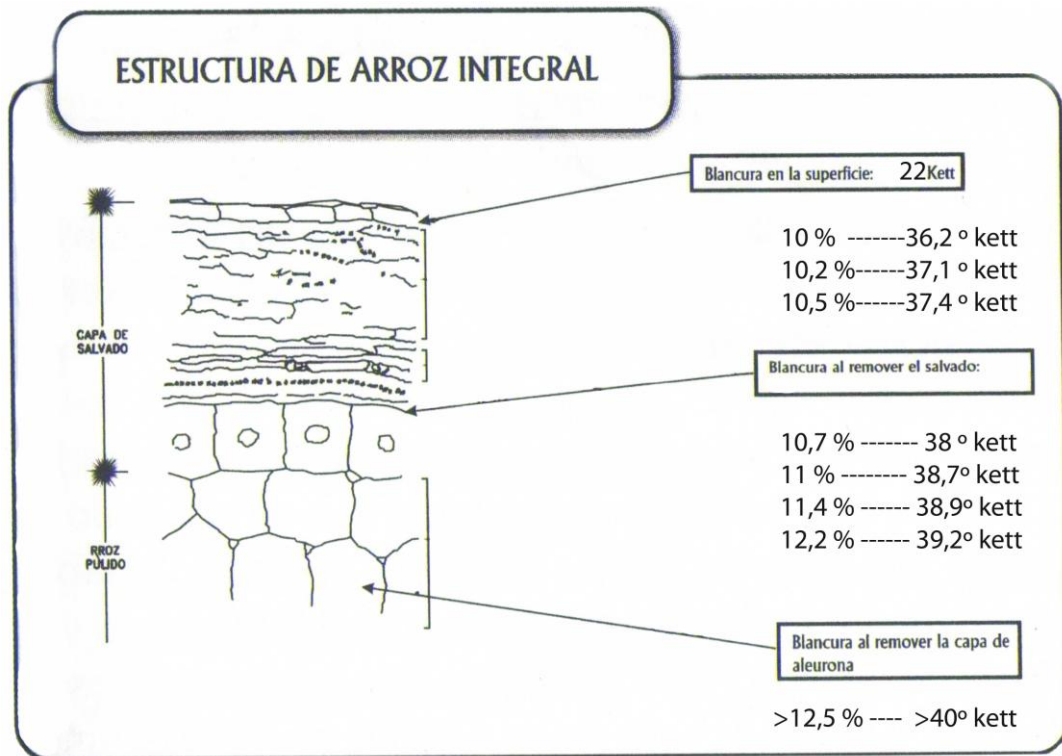 ESTRUCTURA DE ARROZ INTEGRAL
Blancura en la superficie: 22Kett
10 % -------36,2 º kett
10,2 %------37,1 º kett
10,5 %------37,4 º kett
CAPA DE
SALVADO
Blancura al remover el salvado:
10,7 % ------- 38 º kett
11 % -------- 38,7º kett
11,4 % ------ 38,9º kett
12,2 % ------ 39,2º kett
RROZ
PULIDO
Blancura al remover la capa de
aleurona
>12,5 % ---- >40º kett